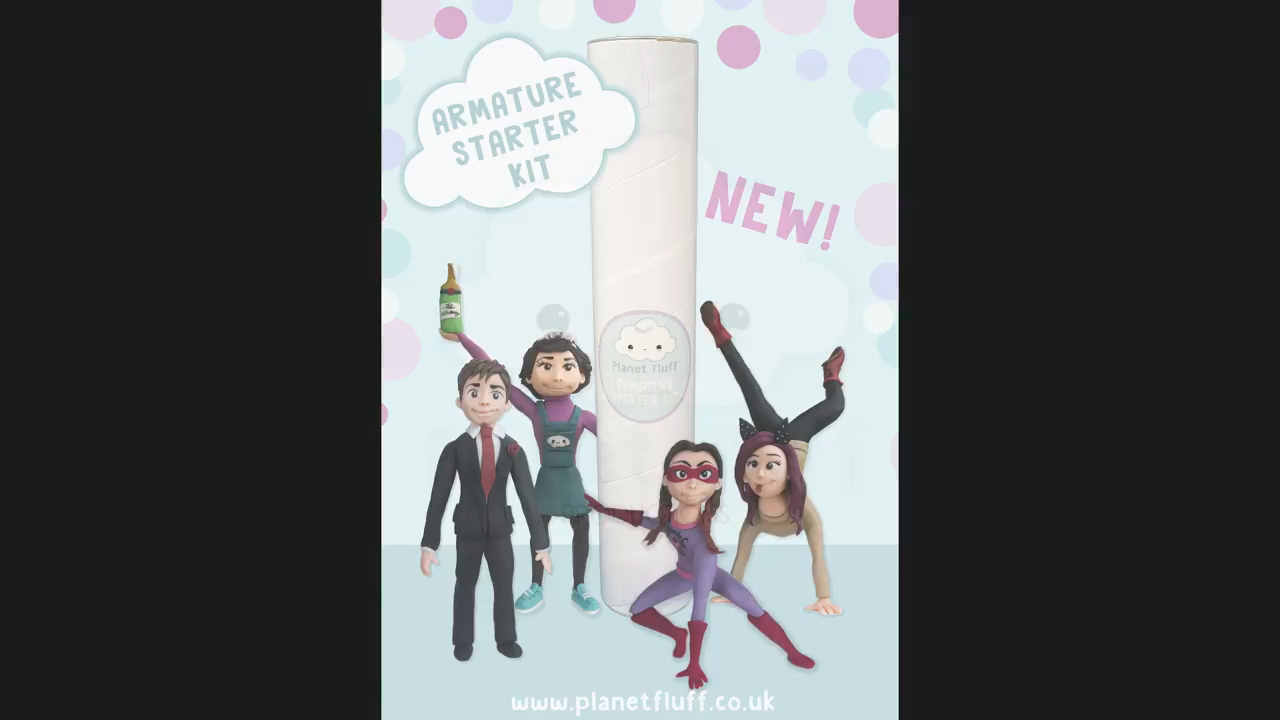 ARMATURE
STARTER
KIT
NEW!
Planet Fluff
ARMATURE
STARTER KIT
www.planetfluff.co.uk